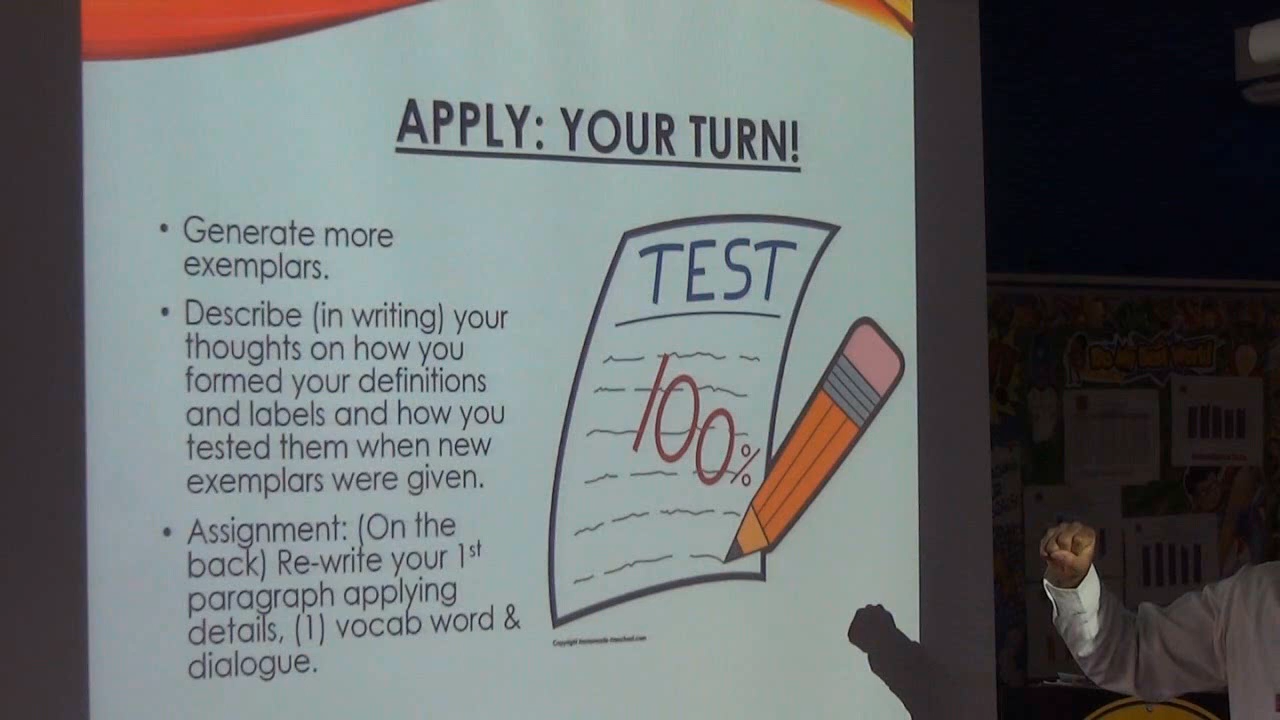 APPLY: YOUR TURN!
• Generate more
exemplars.
• Describe (in writing) your
thoughts on how you
formed your definitions
and labels and how you
tested them when new
exemplars were given.
• Assignment: (On the
back) Re-write your 1st
paragraph applying
details, (1) vocab word &
dialogue.
TEST
100%